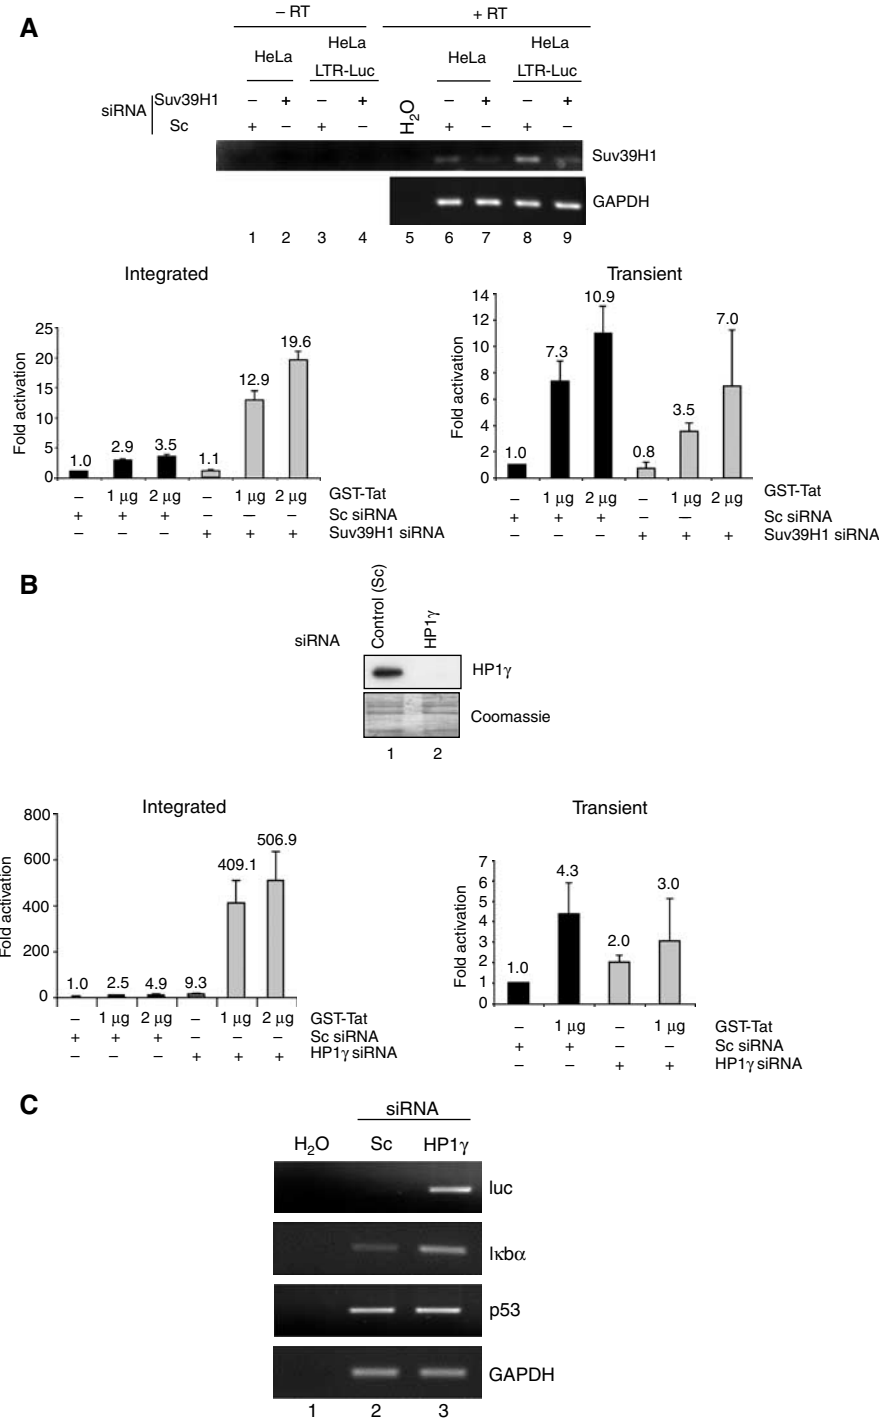 A
– RT
+ RT
HeLa
HeLa LTR-Luc
HeLa
HeLa LTR-Luc
siRNA
Suv39H1 – + – + – + – +
Sc + – + – H2O + – + –
Suv39H1
GAPDH
1 2 3 4 5 6 7 8 9
Integrated
Fold activation
25
20
15
10
5
0
1.0 2.9 3.5 1.1 12.9 19.6
– 1 μg 2 μg – 1 μg 2 μg GST-Tat
+ + + – – – Sc siRNA
– – – + + + Suv39H1 siRNA
Transient
Fold activation
14
12
10
8
6
4
2
0
1.0 7.3 10.9 0.8 3.5 7.0
– 1 μg 2 μg – 1 μg 2 μg GST-Tat
+ + + – – – Sc siRNA
– – – + + + Suv39H1 siRNA
B
siRNA
Control (Sc)
HP1γ
HP1γ
Coomassie
1 2
Integrated
Fold activation
800
600
400
200
0
1.0 2.5 4.9 9.3 409.1 506.9
– 1 μg 2 μg – 1 μg 2 μg GST-Tat
+ + + – – – Sc siRNA
– – – + + + HP1γ siRNA
Transient
Fold activation
7
6
5
4
3
2
1
0
1.0 4.3 2.0 3.0
– 1 μg – 1 μg GST-Tat
+ + – – Sc siRNA
– – + + HP1γ siRNA
C
siRNA
H2O Sc HP1γ
luc
Iκbα
p53
GAPDH
1 2 3